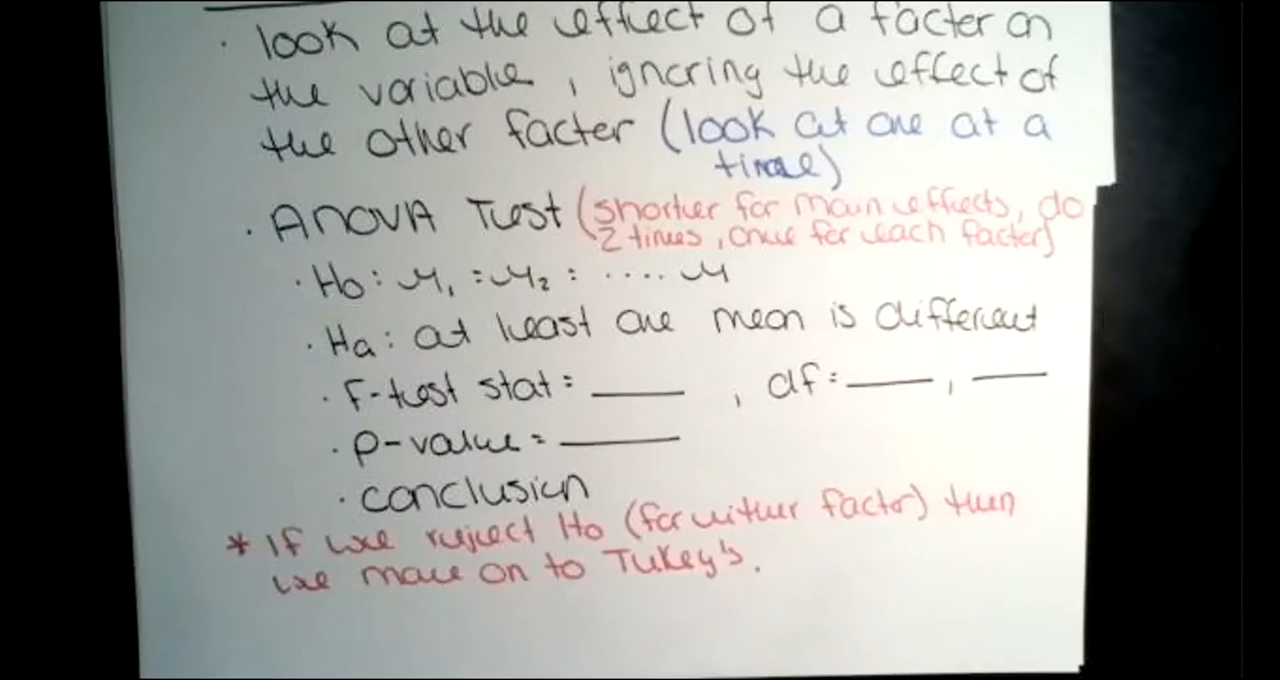 · look at the effect of a factor on
the variable, ignoring the effect of
the other factor (look at one at a
time)
· ANOVA Test (shorter for main effects, do
2 times, once for each factor)
· Ho: μ1 = μ2 = .... μ
· Ha: at least one mean is different
· F-test stat = ____ , df = ____, ____
· p-value = ____
· conclusion
* If we reject Ho (for either factor) then
we move on to Tukey's.